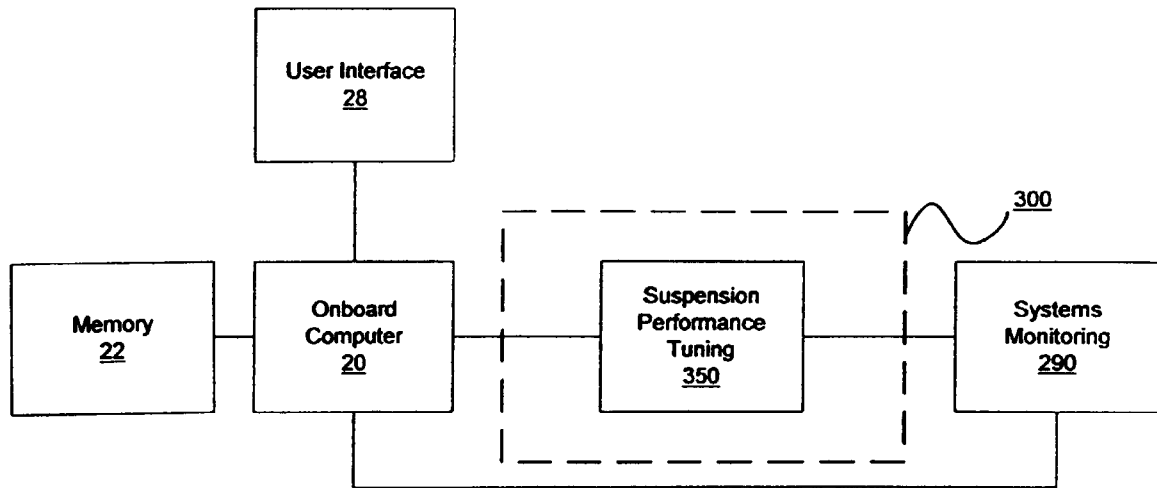 User Interface
28
300
Memory
22
Onboard
Computer
20
Suspension
Performance
Tuning
350
Systems
Monitoring
290